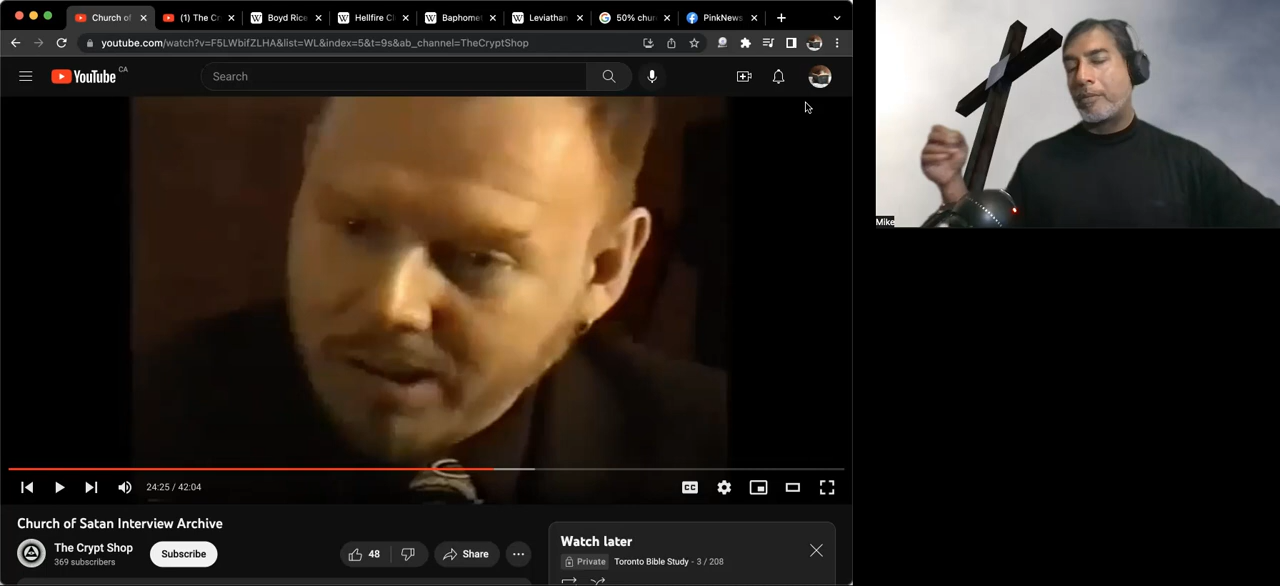 Church of
(1) The Cr
Boyd Rice
Hellfire Cl
Baphomet
Leviathan
50% chur
PinkNews
youtube.com/watch?v=F5LWbifZLHA&list=WL&index=5&t=9s&ab_channel=TheCryptShop
YouTube CA
Search
Mike
24:25 / 42:04
CC
Church of Satan Interview Archive
The Crypt Shop
369 subscribers
Subscribe
48
Share
Watch later
Private
Toronto Bible Study - 3 / 208